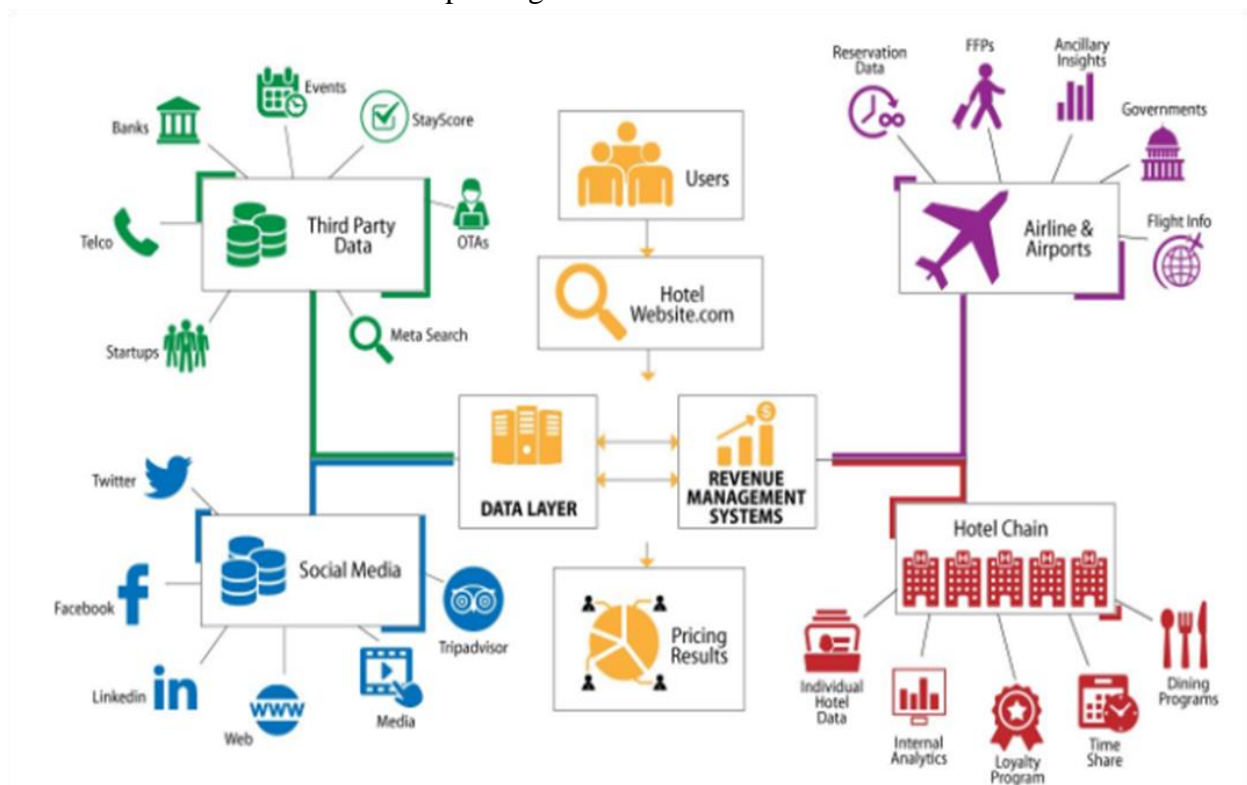 Reservation
Data
FFPs
Ancillary
Insights
Governments
Flight Info
Airline &
Airports
Events
StayScore
Banks
Third Party
Data
OTAs
Telco
Startups
Meta Search
Users
Hotel
Website.com
$
DATA LAYER
REVENUE
MANAGEMENT
SYSTEMS
Pricing
Results
Twitter
Social Media
Facebook
Tripadvisor
Linkedin
in
WWW
Web
Media
Hotel Chain
H H H H H
Individual
Hotel
Data
Internal
Analytics
Loyalty
Program
Time
Share
Dining
Programs